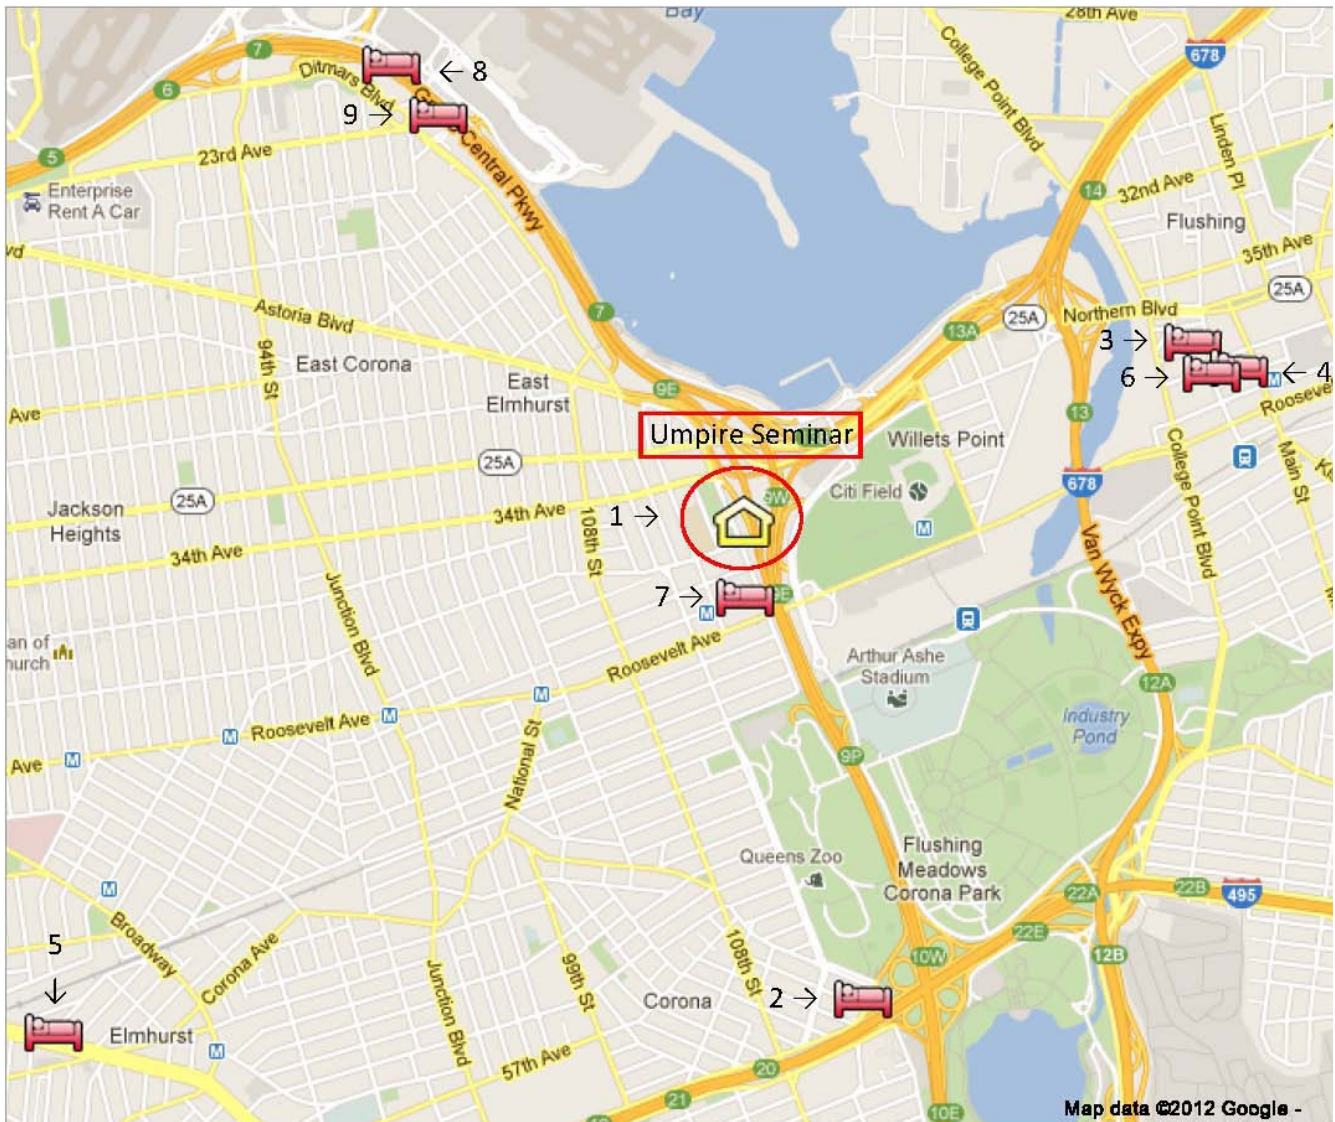 Bay
28th Ave
678
College Point Blvd
7
← 8
Ditmars Blvd
6
9 →
Central Pkwy
Linden Pl
23rd Ave
5
14
32nd Ave
Enterprise
Rent A Car
Flushing
35th Ave
25A
Northern Blvd
25A
7
13A
Astoria Blvd
3 →
East Corona
94th St
East
Elmhurst
6 →
← 4
Roosevelt
9E
13
Ave
Umpire Seminar
Willets Point
25A
678
College Point Blvd
Main St
Jackson
Heights
25A
34th Ave
1 →
9W
Citi Field
34th Ave
108th St
Van Wyck Expy
Junction Blvd
7 →
9E
Roosevelt Ave
Arthur Ashe
Stadium
12A
Roosevelt Ave
Industry
Pond
Ave
National St
9P
Queens Zoo
Flushing
Meadows
Corona Park
22A
22B
495
Broadway
Corona Ave
22E
5
↓
108th St
10W
12B
99th St
Junction Blvd
Corona
2 →
Elmhurst
57th Ave
20
21
10E
Map data ©2012 Google -